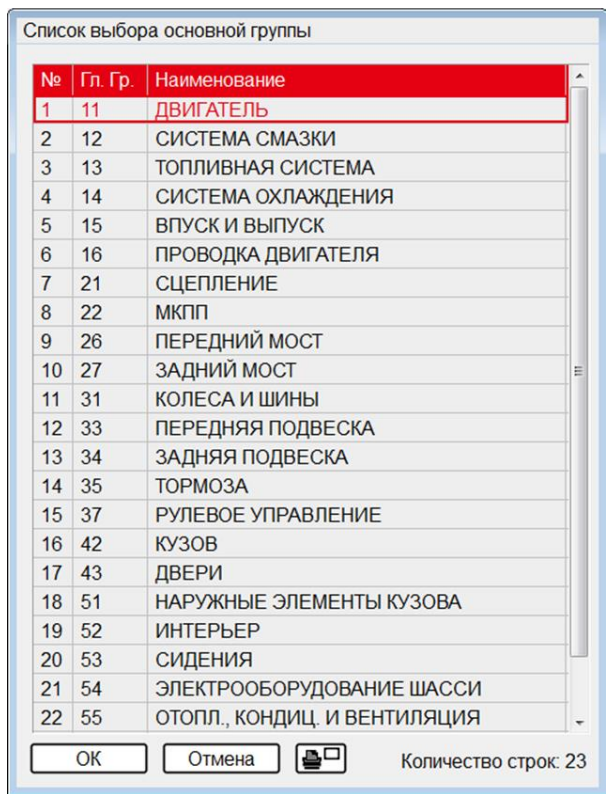 Список выбора основной группы
№ Гл. Гр. Наименование
1 11 ДВИГАТЕЛЬ
2 12 СИСТЕМА СМАЗКИ
3 13 ТОПЛИВНАЯ СИСТЕМА
4 14 СИСТЕМА ОХЛАЖДЕНИЯ
5 15 ВПУСК И ВЫПУСК
6 16 ПРОВОДКА ДВИГАТЕЛЯ
7 21 СЦЕПЛЕНИЕ
8 22 МКПП
9 26 ПЕРЕДНИЙ МОСТ
10 27 ЗАДНИЙ МОСТ
11 31 КОЛЕСА И ШИНЫ
12 33 ПЕРЕДНЯЯ ПОДВЕСКА
13 34 ЗАДНЯЯ ПОДВЕСКА
14 35 ТОРМОЗА
15 37 РУЛЕВОЕ УПРАВЛЕНИЕ
16 42 КУЗОВ
17 43 ДВЕРИ
18 51 НАРУЖНЫЕ ЭЛЕМЕНТЫ КУЗОВА
19 52 ИНТЕРЬЕР
20 53 СИДЕНИЯ
21 54 ЭЛЕКТРООБОРУДОВАНИЕ ШАССИ
22 55 ОТОПЛ., КОНДИЦ. И ВЕНТИЛЯЦИЯ
ОК Отмена Количество строк: 23